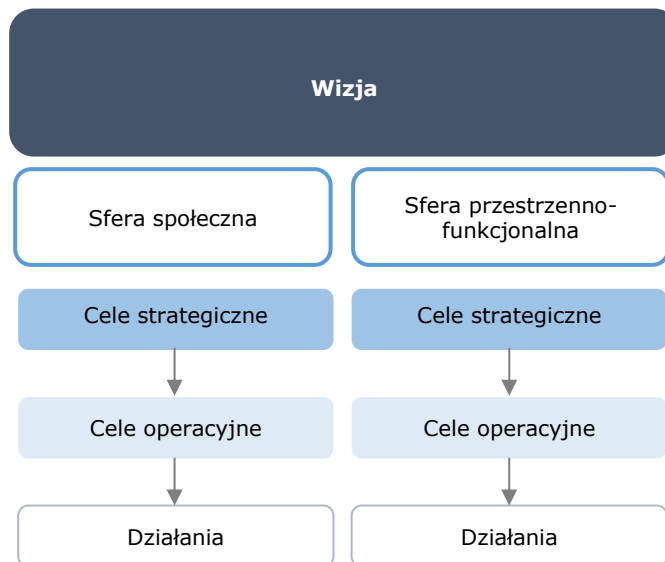 Wizja
Sfera społeczna
Sfera przestrzenno-
funkcjonalna
Cele strategiczne
Cele strategiczne
Cele operacyjne
Cele operacyjne
Działania
Działania